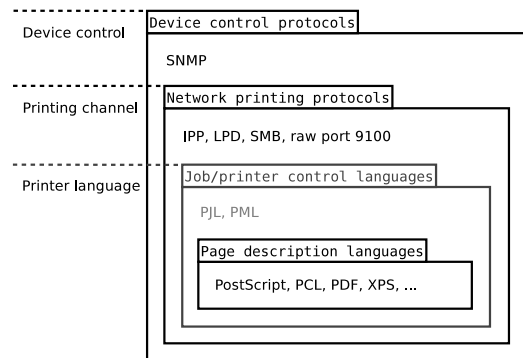 Device control protocols
Device control
SNMP
Network printing protocols
Printing channel
IPP, LPD, SMB, raw port 9100
Job/printer control languages
Printer language
PJL, PML
Page description languages
PostScript, PCL, PDF, XPS, ...